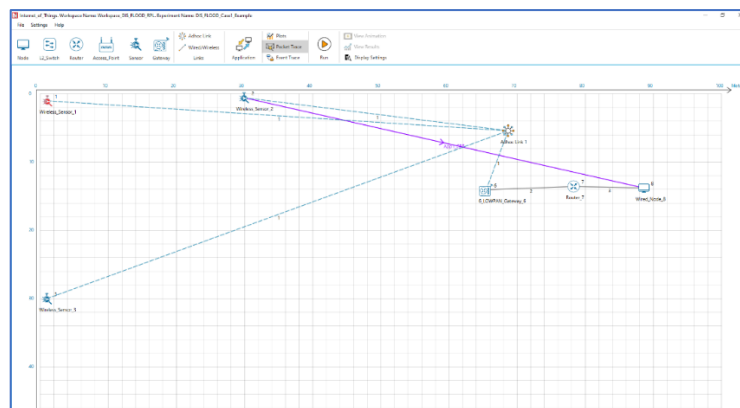 Internet_of_Things. Workspace Name: Workspace_DIS_FLOOD_RPL. Experiment Name: DIS_FLOOD_Case1_Example
File Settings Help
Node
L2_Switch
Router
Access_Point
Sensor
Gateway
Adhoc Link
Wired/Wireless
Links
Application
Plots
Packet Trace
Event Trace
Run
View Animation
View Results
Display Settings
0 10 20 30 40 50 60 70 80 90 100
0
10
20
30
40
Wireless_Sensor_1
Wireless_Sensor_2
Adhoc Link 1
7
8
6_LOWPAN_Gateway_6
Router_7
Wired_Node_8